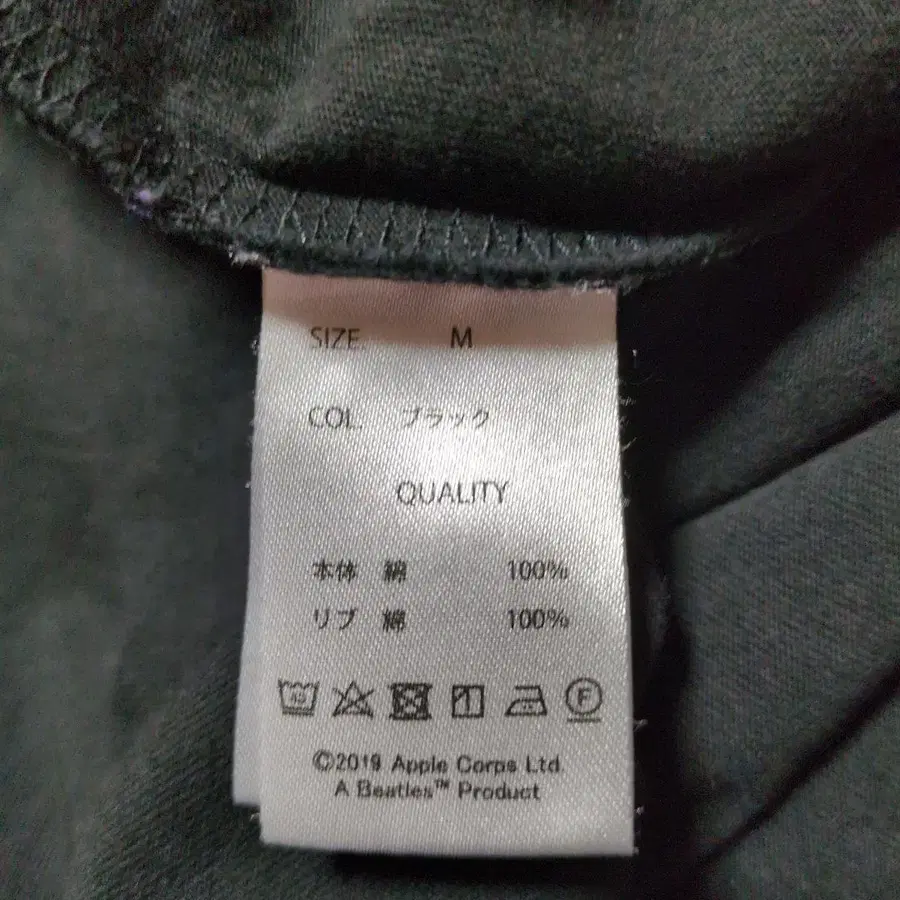 SIZE. M
COL. ブラック
QUALITY
本体 綿 100%
リブ 綿 100%
40 F
©2019 Apple Corps Ltd.
A Beatles™ Product